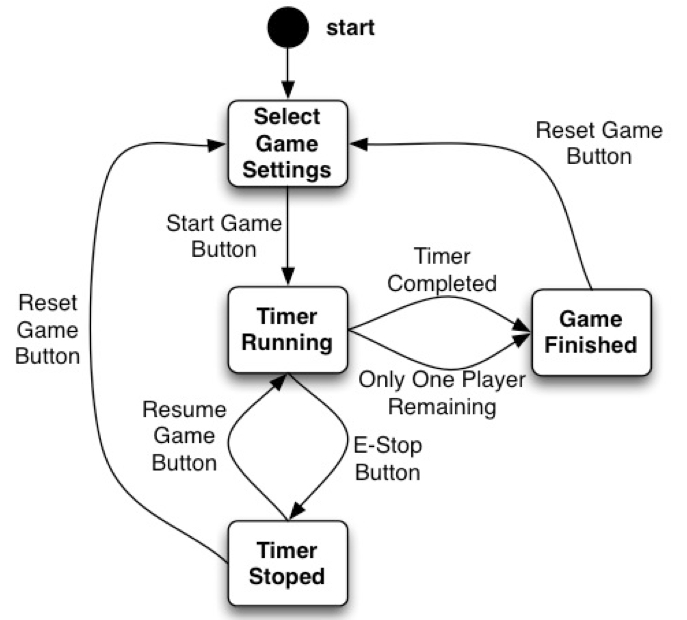 start
Select
Game
Settings
Reset Game
Button
Start Game
Button
Timer
Completed
Reset
Game
Button
Timer
Running
Game
Finished
Only One Player
Remaining
Resume
Game
Button
E-Stop
Button
Timer
Stoped